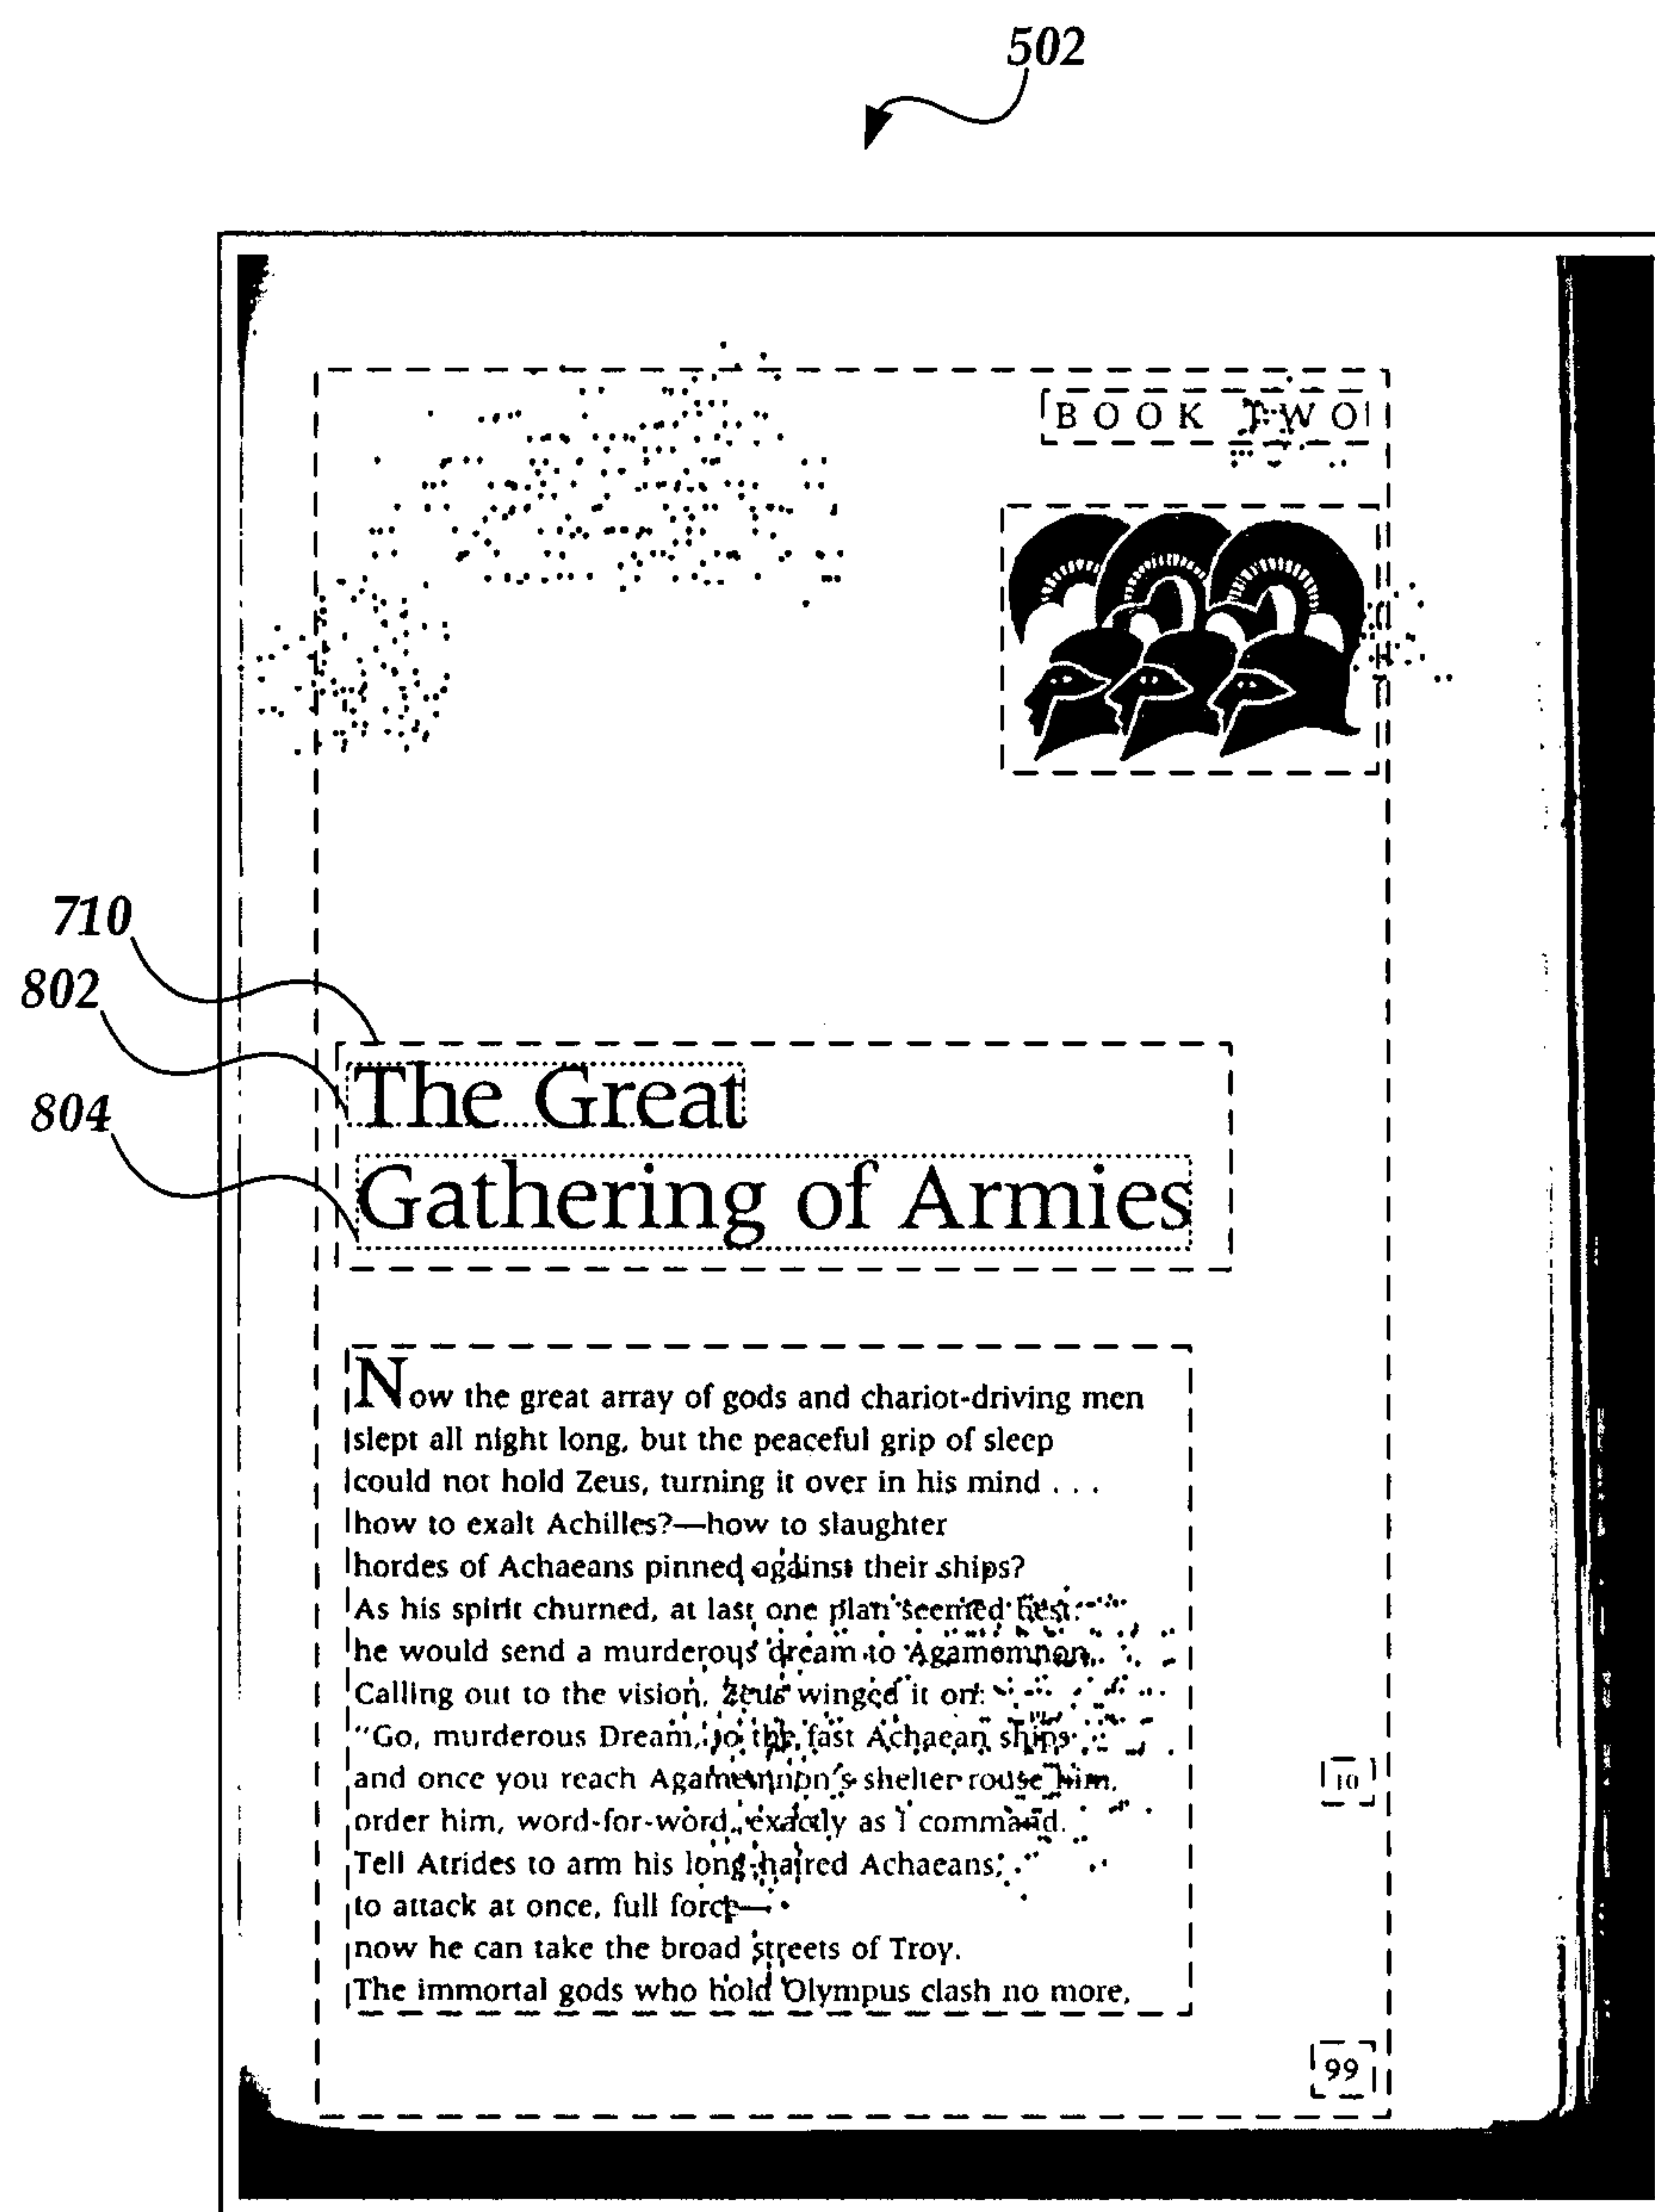 502
BOOK TWO
710
802
804
The Great
Gathering of Armies
Now the great array of gods and chariot-driving men
slept all night long, but the peaceful grip of sleep
could not hold Zeus, turning it over in his mind . . .
how to exalt Achilles?—how to slaughter
hordes of Achaeans pinned against their ships?
As his spirit churned, at last one plan seemed best:
he would send a murderous dream to Agamemnon.
Calling out to the vision, Zeus winged it on:
"Go, murderous Dream, to the fast Achaean ships
and once you reach Agamemnon's shelter rouse him,
10
order him, word-for-word, exactly as I command.
Tell Atrides to arm his long-haired Achaeans
to attack at once, full force—
now he can take the broad streets of Troy.
The immortal gods who hold Olympus clash no more,
99